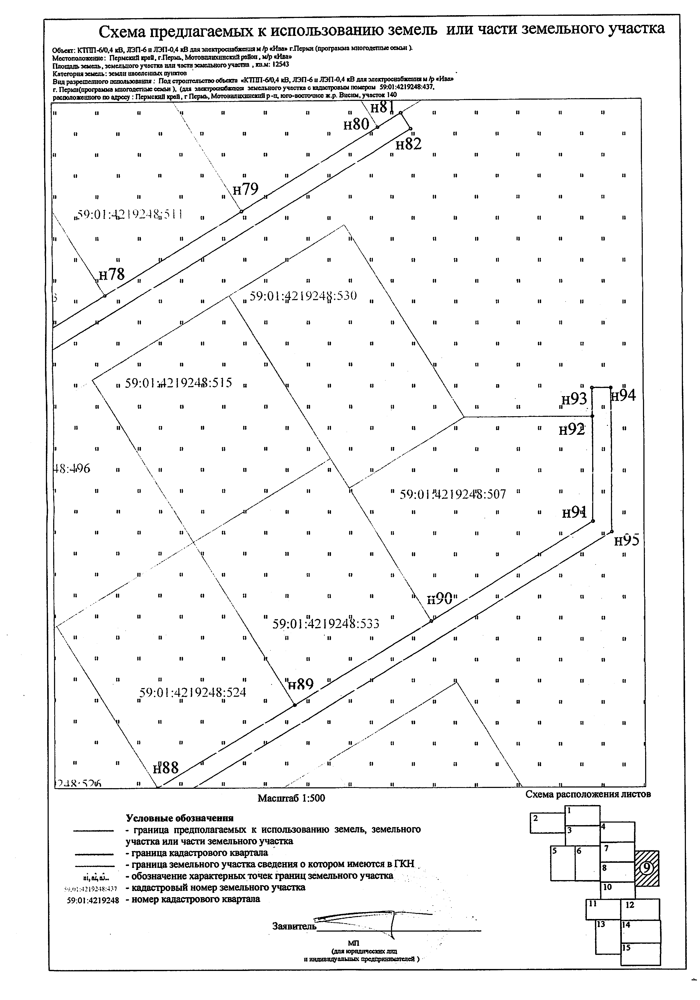 Схема предлагаемых к использованию земель или части земельного участка
Объект: КТПП-6/0,4 кВ, ЛЭП-6 и ЛЭП-0,4 кВ для электроснабжения м /р «Ива» г.Перми (программа многодетные семьи ).
Местоположение: Пермский край, г.Пермь, Мотовилихинский район, м/р «Ива»
Площадь земель, земельного участка или части земельного участка , кв.м: 12543
Категория земель: земли населенных пунктов
Вид разрешенного использования : Под строительство объекта «КТПП-6/0,4 кВ, ЛЭП-6 и ЛЭП-0,4 кВ для электроснабжения м /р «Ива»
г. Перми(программа многодетные семьи ), (для электроснабжения земельного участка с кадастровым номером 59:01:4219248:437,
расположенного по адресу : Пермский край, г Пермь, Мотовилихинский р-н, юго-восточнее ж.р. Висим, участок 140
н81
н80
н82
н79
59:01:4219248:511
н78
3
59:01:4219248:530
59:01:4219248:515
н93
н94
н92
48:496
59:01:4219248:507
н91
н95
н90
59:01:4219248:533
н89
59:01:4219248:524
н88
248:526
Масштаб 1:500
Схема расположения листов
Условные обозначения
- граница предполагаемых к использованию земель, земельного
участка или части земельного участка
- граница кадастрового квартала
- граница земельного участка сведения о котором имеются в ГКН
н1, н2, н3... - обозначение характерных точек границ земельного участка
59:01:4219248:437 - кадастровый номер земельного участка
59:01:4219248 - номер кадастрового квартала
1
2
3
4
5
6
7
8
9
10
11
12
13
14
15
Заявитель
МП
(для юридических лиц
и индивидуальных предпринимателей )